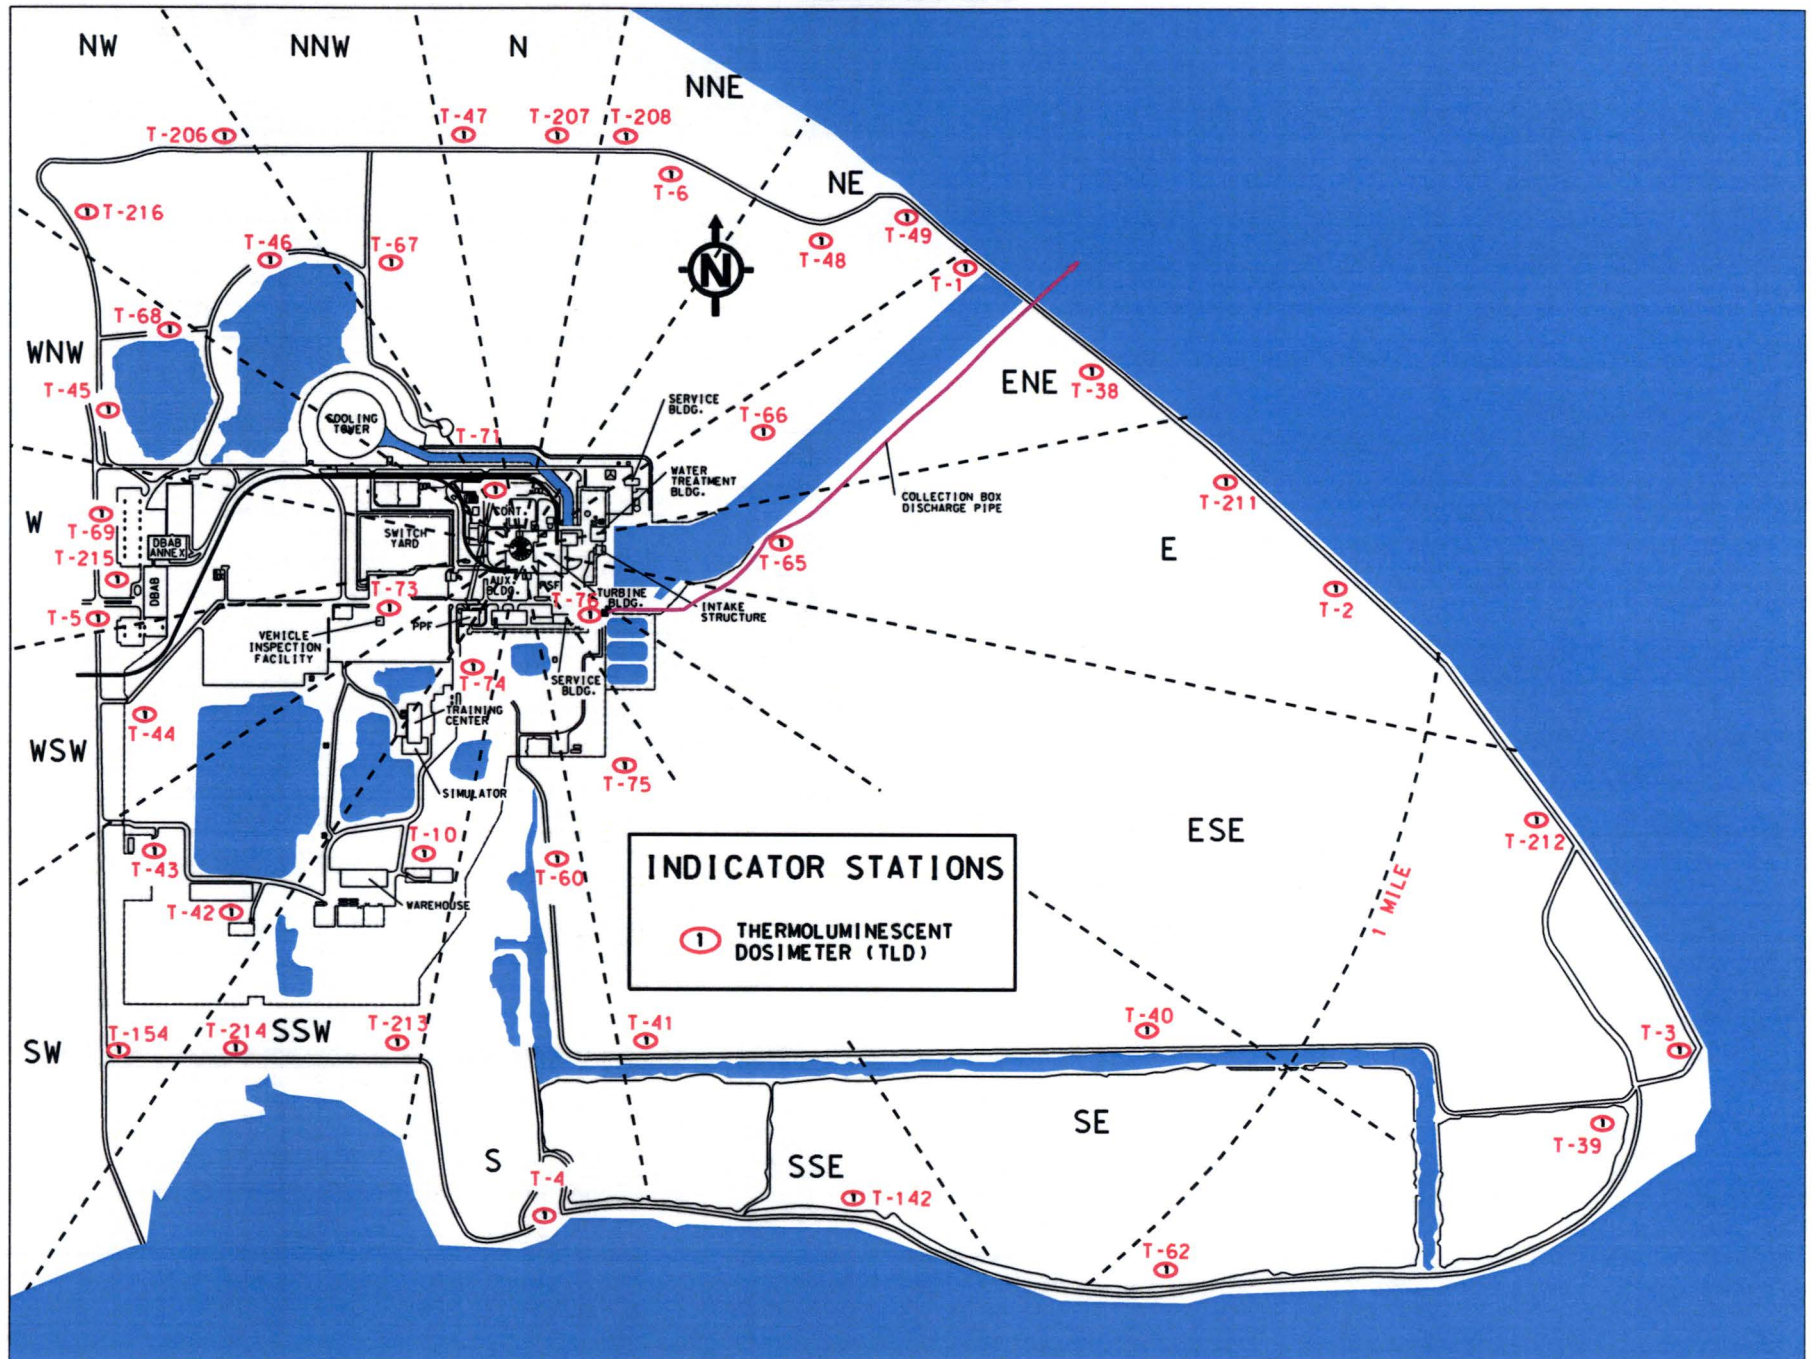 NW
NNW
N
NNE
T-206
T-47
T-207
T-208
T-6
NE
T-216
T-49
T-46
T-67
T-48
N
T-1
T-68
WNW
T-45
ENE
T-38
SERVICE
BLDG.
COOLING
TOWER
T-66
T-71
WATER
TREATMENT
BLDG.
COLLECTION BOX
DISCHARGE PIPE
T-211
W
T-69
CONT.
SWITCH
YARD
DBAB
ANNEX
T-65
E
T-215
DBAB
T-73
AUX.
BLDG.
TURBINE
BLDG.
T-76
INTAKE
STRUCTURE
T-2
T-5
PPF
VEHICLE
INSPECTION
FACILITY
T-74
SERVICE
BLDG.
TRAINING
CENTER
T-44
WSW
T-75
SIMULATOR
ESE
T-212
T-10
T-43
T-60
INDICATOR STATIONS
1 THERMOLUMINESCENT
DOSIMETER (TLD)
1 MILE
WAREHOUSE
T-42
T-154
T-214
SSW
T-213
T-41
T-40
T-3
SW
SE
T-39
S
SSE
T-4
T-142
T-62